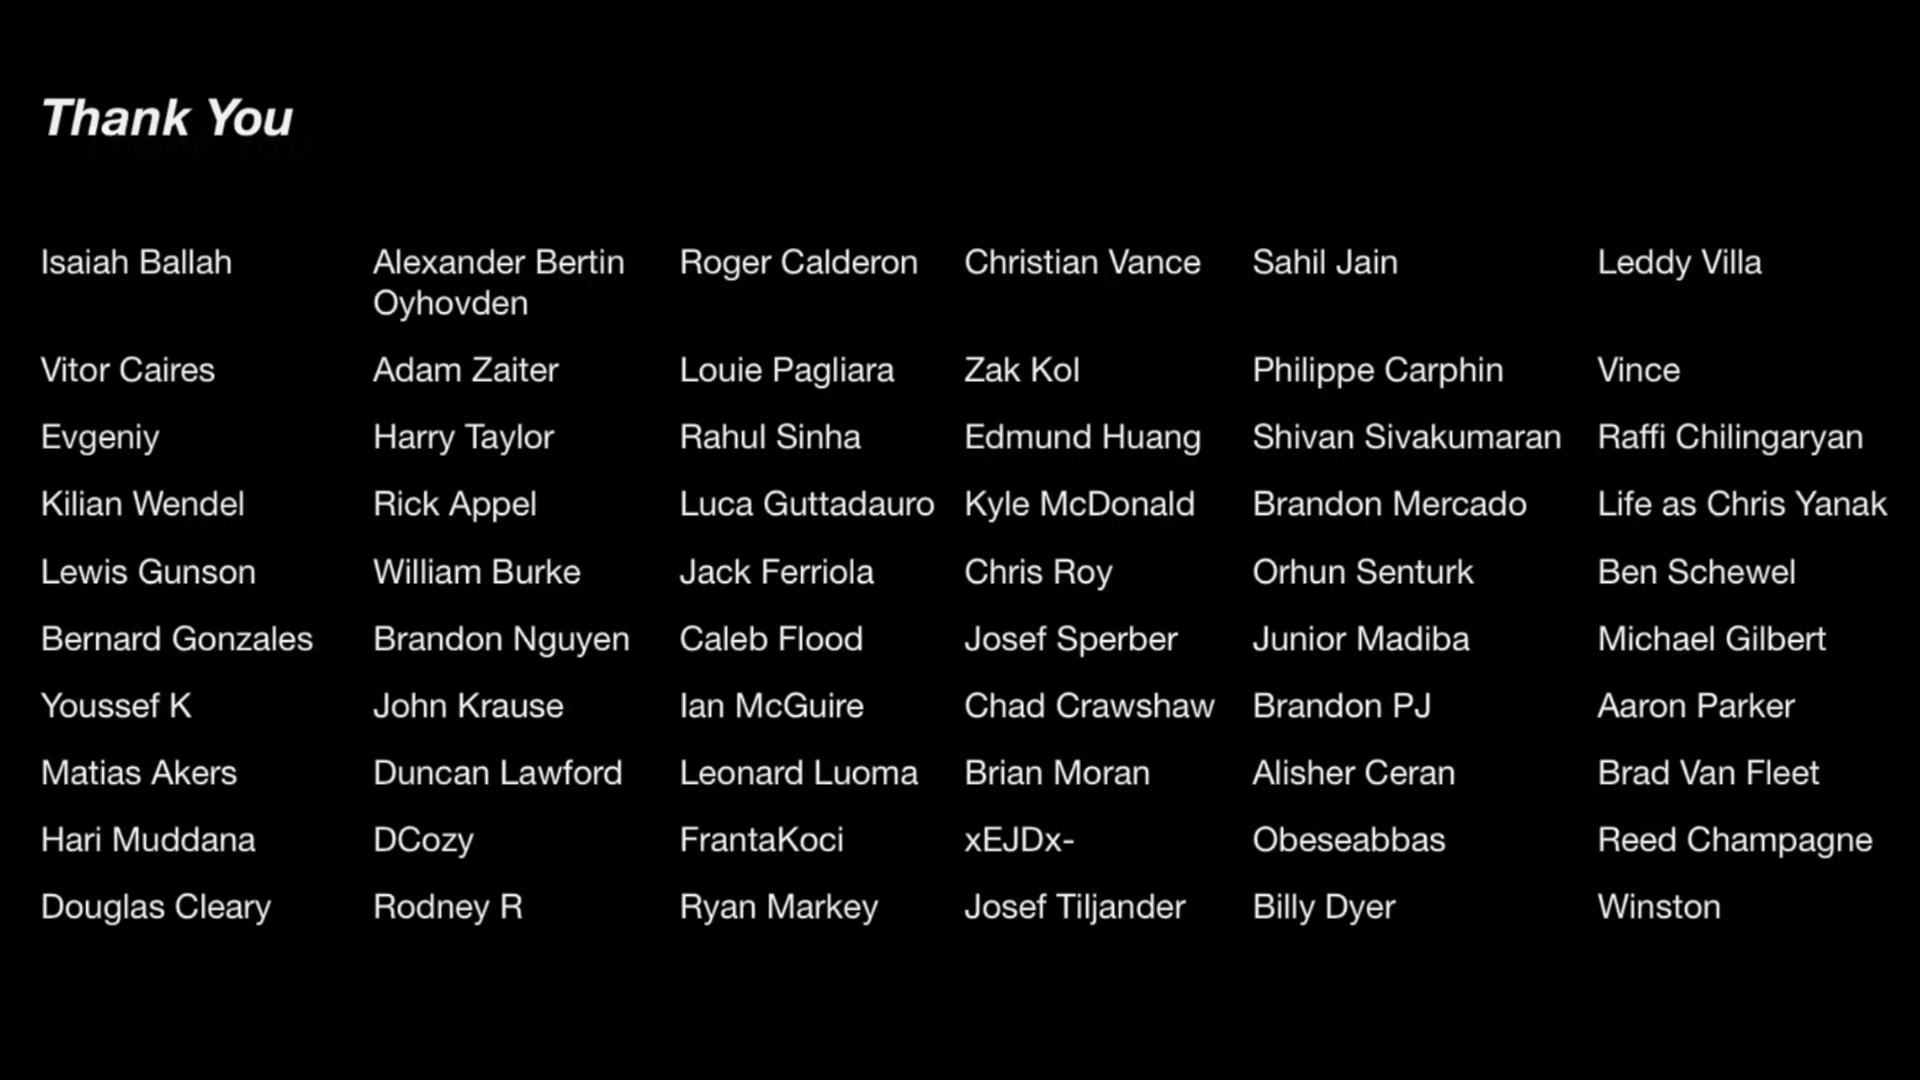 Thank You
Isaiah Ballah
Alexander Bertin
Oyhovden
Roger Calderon
Christian Vance
Sahil Jain
Leddy Villa
Vitor Caires
Adam Zaiter
Louie Pagliara
Zak Kol
Philippe Carphin
Vince
Evgeniy
Harry Taylor
Rahul Sinha
Edmund Huang
Shivan Sivakumaran
Raffi Chilingaryan
Kilian Wendel
Rick Appel
Luca Guttadauro
Kyle McDonald
Brandon Mercado
Life as Chris Yanak
Lewis Gunson
William Burke
Jack Ferriola
Chris Roy
Orhun Senturk
Ben Schewel
Bernard Gonzales
Brandon Nguyen
Caleb Flood
Josef Sperber
Junior Madiba
Michael Gilbert
Youssef K
John Krause
Ian McGuire
Chad Crawshaw
Brandon PJ
Aaron Parker
Matias Akers
Duncan Lawford
Leonard Luoma
Brian Moran
Alisher Ceran
Brad Van Fleet
Hari Muddana
DCozy
FrantaKoci
xEJDx-
Obeseabbas
Reed Champagne
Douglas Cleary
Rodney R
Ryan Markey
Josef Tiljander
Billy Dyer
Winston